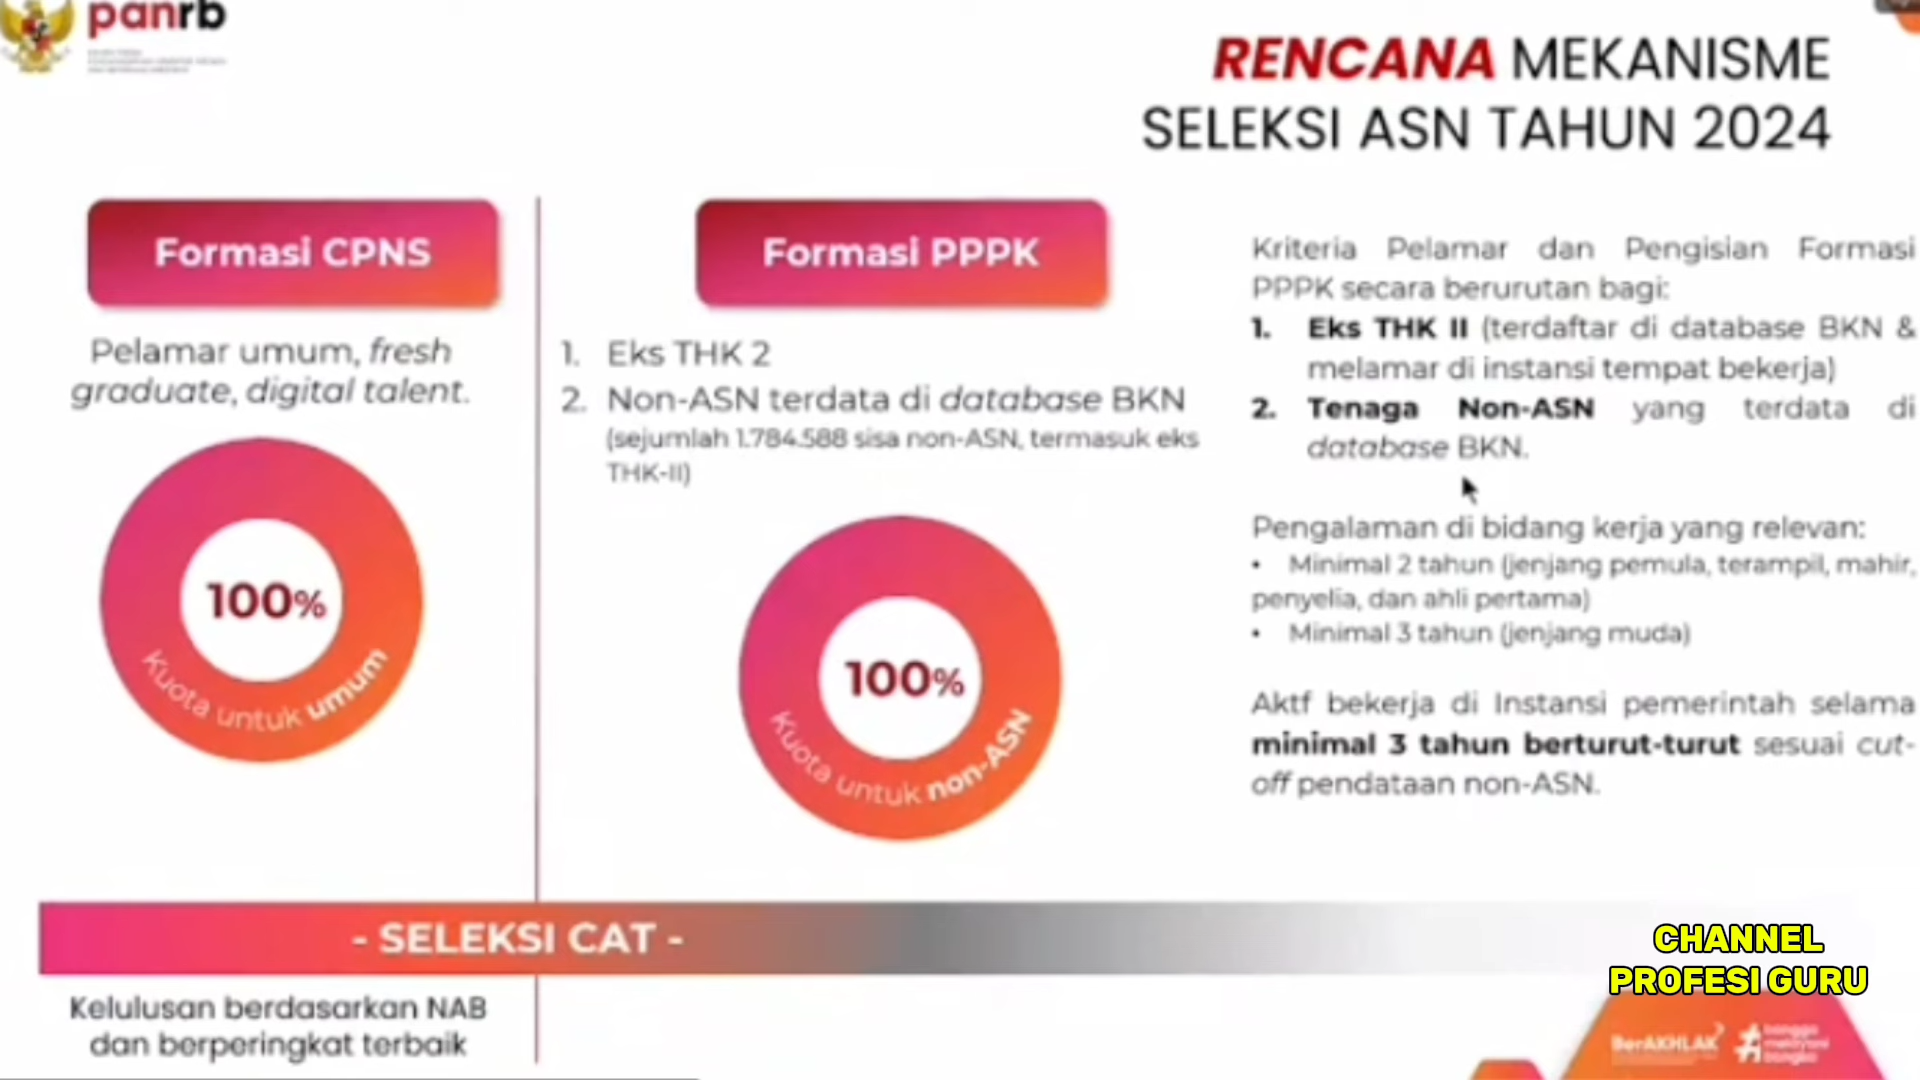 panrb
RENCANA MEKANISME
SELEKSI ASN TAHUN 2024
Formasi CPNS
Pelamar umum, fresh
graduate, digital talent.
100%
Kuota untuk umum
Formasi PPPK
1. Eks THK 2
2. Non-ASN terdata di database BKN
(sejumlah 1.784.588 sisa non-ASN, termasuk eks
THK-II)
100%
Kuota untuk non-ASN
Kriteria Pelamar dan Pengisian Formasi
PPPK secara berurutan bagi:
1. Eks THK II (terdaftar di database BKN &
melamar di instansi tempat bekerja)
2. Tenaga Non-ASN yang terdata di
database BKN.
Pengalaman di bidang kerja yang relevan:
• Minimal 2 tahun (jenjang pemula, terampil, mahir,
penyelia, dan ahli pertama)
• Minimal 3 tahun (jenjang muda)
Aktf bekerja di Instansi pemerintah selama
minimal 3 tahun berturut-turut sesuai cut-
off pendataan non-ASN.
- SELEKSI CAT -
Kelulusan berdasarkan NAB
dan berperingkat terbaik
CHANNEL
PROFESI GURU
BerAKHLAK
bangga
melayani
bangsa